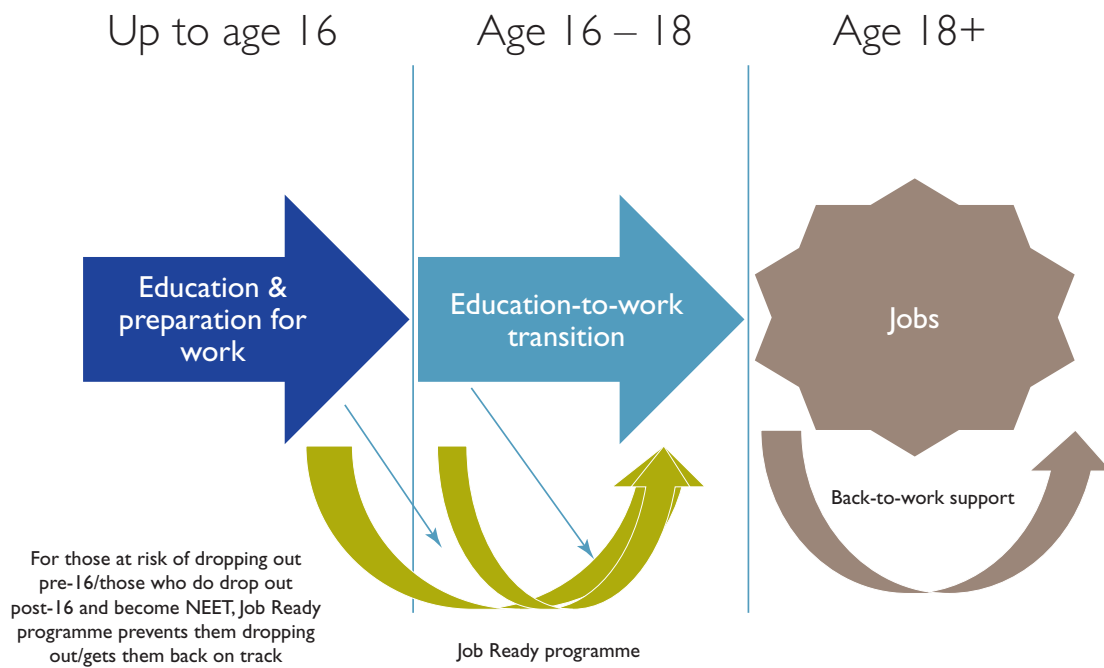 Up to age 16
Age 16 – 18
Age 18+
Education &
preparation for
work
Education-to-work
transition
Jobs
Back-to-work support
For those at risk of dropping out
pre-16/those who do drop out
post-16 and become NEET, Job Ready
programme prevents them dropping
out/gets them back on track
Job Ready programme